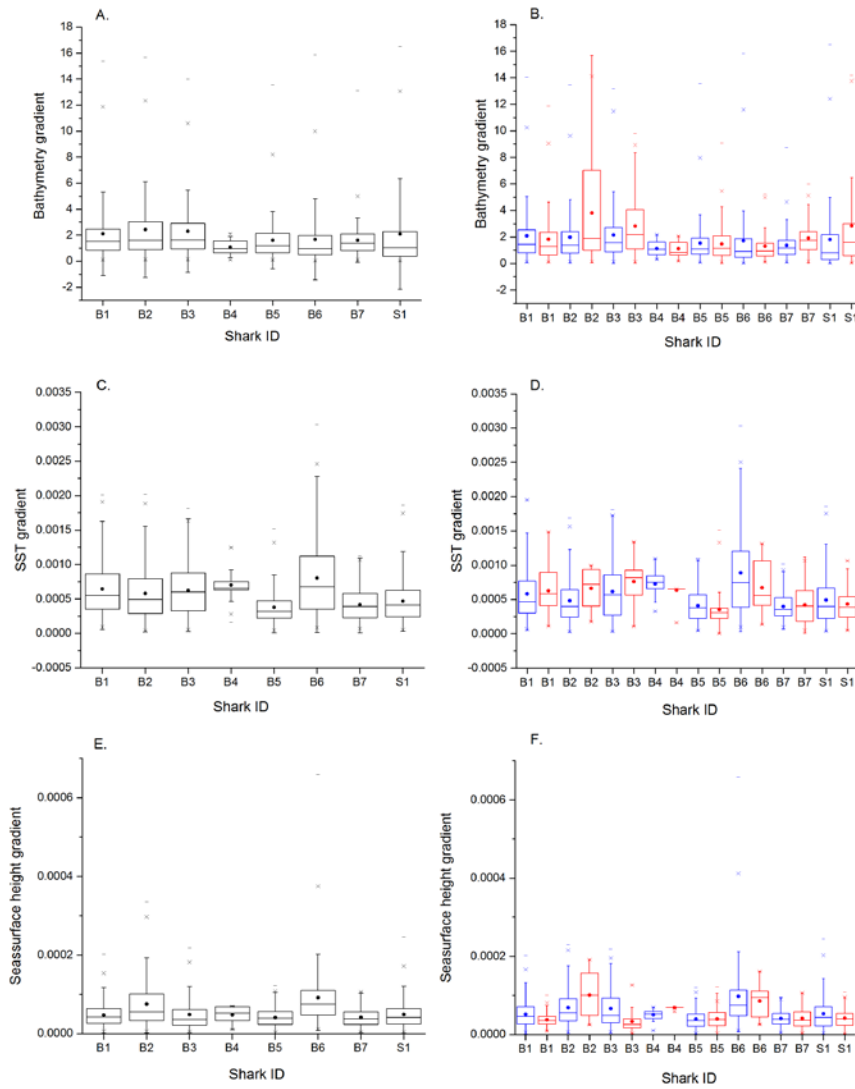 A.
18
16
14
12
10
8
6
4
2
0
2
Bathymetry gradient
B1 B2 B3 B4 B5 B6 B7 S1
Shark ID
B.
18
16
14
12
10
8
6
4
2
0
-2
Bathymetry gradient
B1 B1 B2 B2 B3 B3 B4 B4 B5 B5 B6 B6 B7 B7 S1 S1
Shark ID
C.
0.0035
0.0030
0.0025
0.0020
0.0015
0.0010
0.0005
0.0000
-0.0005
SST gradient
B1 B2 B3 B4 B5 B6 B7 S1
Shark ID
D.
0.0035
0.0030
0.0025
0.0020
0.0015
0.0010
0.0005
0.0000
-0.0005
SST gradient
B1 B1 B2 B2 B3 B3 B4 B4 B5 B5 B6 B6 B7 B7 S1 S1
Shark ID
E.
0.0006
0.0004
0.0002
0.0000
Seassurface height gradient
B1 B2 B3 B4 B5 B6 B7 S1
Shark ID
F.
0.0006
0.0004
0.0002
0.0000
Seasurface height gradient
B1 B1 B2 B2 B3 B3 B4 B4 B5 B5 B6 B6 B7 B7 S1 S1
Shark ID